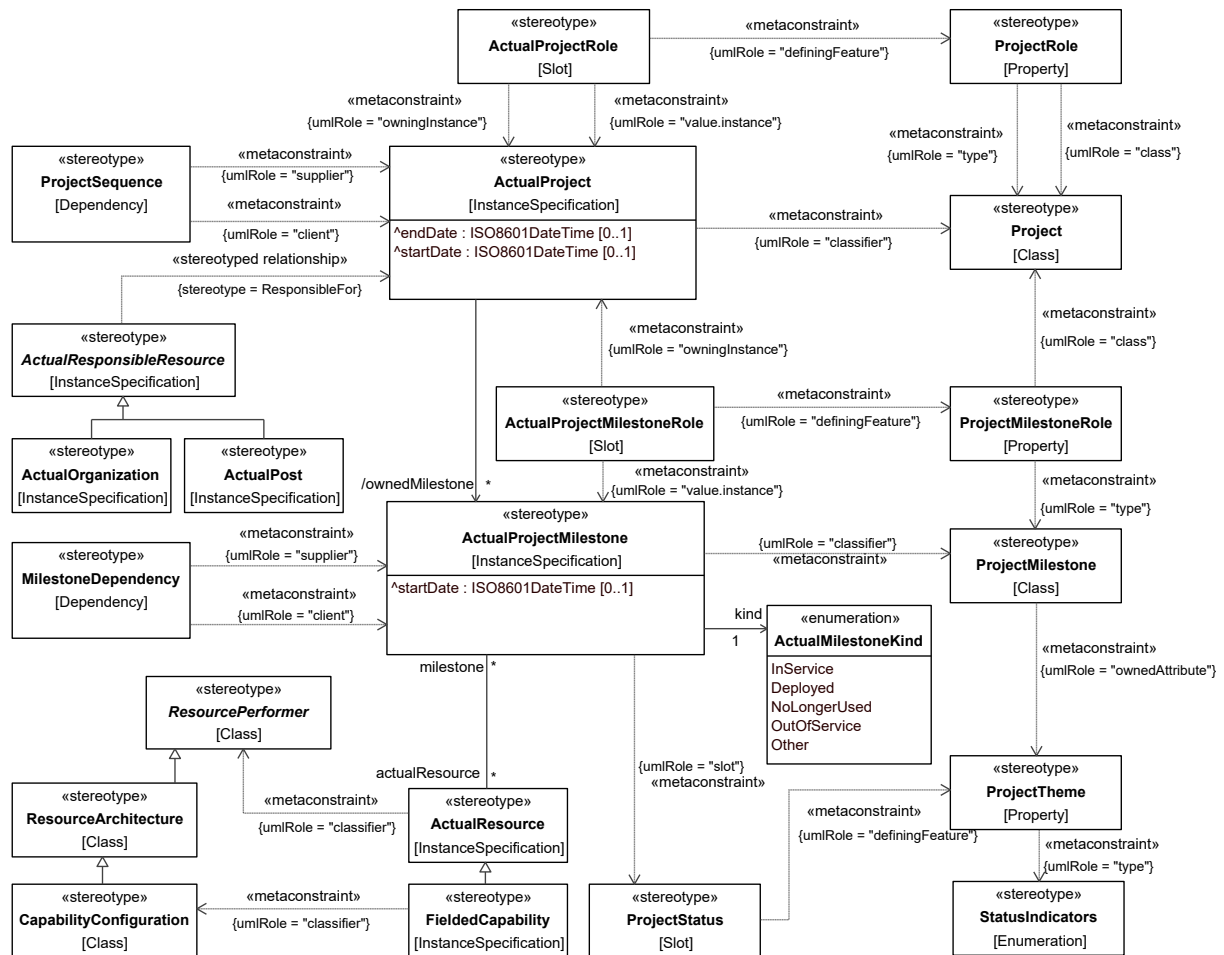 «stereotype»
ActualProjectRole
[Slot]
«metaconstraint»
{umlRole = "definingFeature"}
«stereotype»
ProjectRole
[Property]
«metaconstraint»
{umlRole = "owningInstance"}
«metaconstraint»
{umlRole = "value.instance"}
«metaconstraint»
{umlRole = "type"}
«metaconstraint»
{umlRole = "class"}
«stereotype»
ProjectSequence
[Dependency]
«metaconstraint»
{umlRole = "supplier"}
«metaconstraint»
{umlRole = "client"}
«stereotype»
ActualProject
[InstanceSpecification]
^endDate : ISO8601DateTime [0..1]
^startDate : ISO8601DateTime [0..1]
«metaconstraint»
{umlRole = "classifier"}
«stereotype»
Project
[Class]
«stereotyped relationship»
{stereotype = ResponsibleFor}
«stereotype»
ActualResponsibleResource
[InstanceSpecification]
«metaconstraint»
{umlRole = "owningInstance"}
«metaconstraint»
{umlRole = "class"}
«stereotype»
ActualOrganization
[InstanceSpecification]
«stereotype»
ActualPost
[InstanceSpecification]
«stereotype»
ActualProjectMilestoneRole
[Slot]
«metaconstraint»
{umlRole = "definingFeature"}
«stereotype»
ProjectMilestoneRole
[Property]
/ownedMilestone
*
«metaconstraint»
{umlRole = "value.instance"}
«metaconstraint»
{umlRole = "type"}
«stereotype»
MilestoneDependency
[Dependency]
«metaconstraint»
{umlRole = "supplier"}
«metaconstraint»
{umlRole = "client"}
«stereotype»
ActualProjectMilestone
[InstanceSpecification]
^startDate : ISO8601DateTime [0..1]
{umlRole = "classifier"}
«metaconstraint»
«stereotype»
ProjectMilestone
[Class]
kind
1
«enumeration»
ActualMilestoneKind
InService
Deployed
NoLongerUsed
OutOfService
Other
«metaconstraint»
{umlRole = "ownedAttribute"}
milestone
*
«stereotype»
ResourcePerformer
[Class]
actualResource
*
{umlRole = "slot"}
«metaconstraint»
«stereotype»
ResourceArchitecture
[Class]
«metaconstraint»
{umlRole = "classifier"}
«stereotype»
ActualResource
[InstanceSpecification]
«metaconstraint»
{umlRole = "definingFeature"}
«stereotype»
ProjectTheme
[Property]
«metaconstraint»
{umlRole = "type"}
«stereotype»
CapabilityConfiguration
[Class]
«metaconstraint»
{umlRole = "classifier"}
«stereotype»
FieldedCapability
[InstanceSpecification]
«stereotype»
ProjectStatus
[Slot]
«stereotype»
StatusIndicators
[Enumeration]